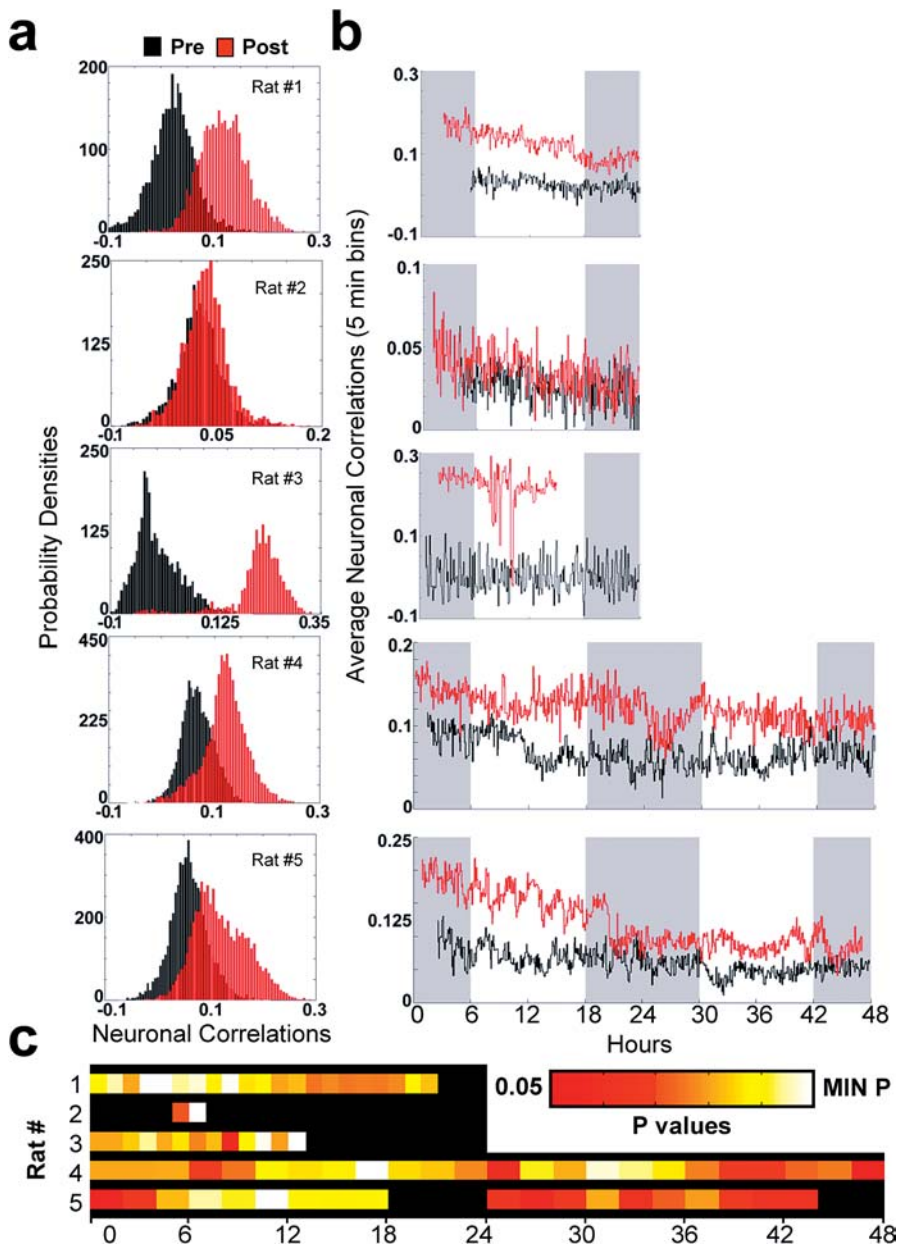 a
b
Pre Post
Probability Densities
Average Neuronal Correlations (5 min bins)
200
Rat #1
100
0
-0.1 0.1 0.3
0.3
0.1
-0.1
250
Rat #2
125
0
-0.1 0.05 0.2
0.1
0.05
0
250
Rat #3
125
0
-0.1 0.125 0.35
0.3
0.1
-0.1
450
Rat #4
225
0
-0.1 0.1 0.3
0.2
0.1
0
400
Rat #5
200
0
-0.1 0.1 0.3
Neuronal Correlations
0.25
0.125
0
0 6 12 18 24 30 36 42 48
Hours
c
Rat #
1
2
3
4
5
0.05 MIN P
P values
0 6 12 18 24 30 36 42 48